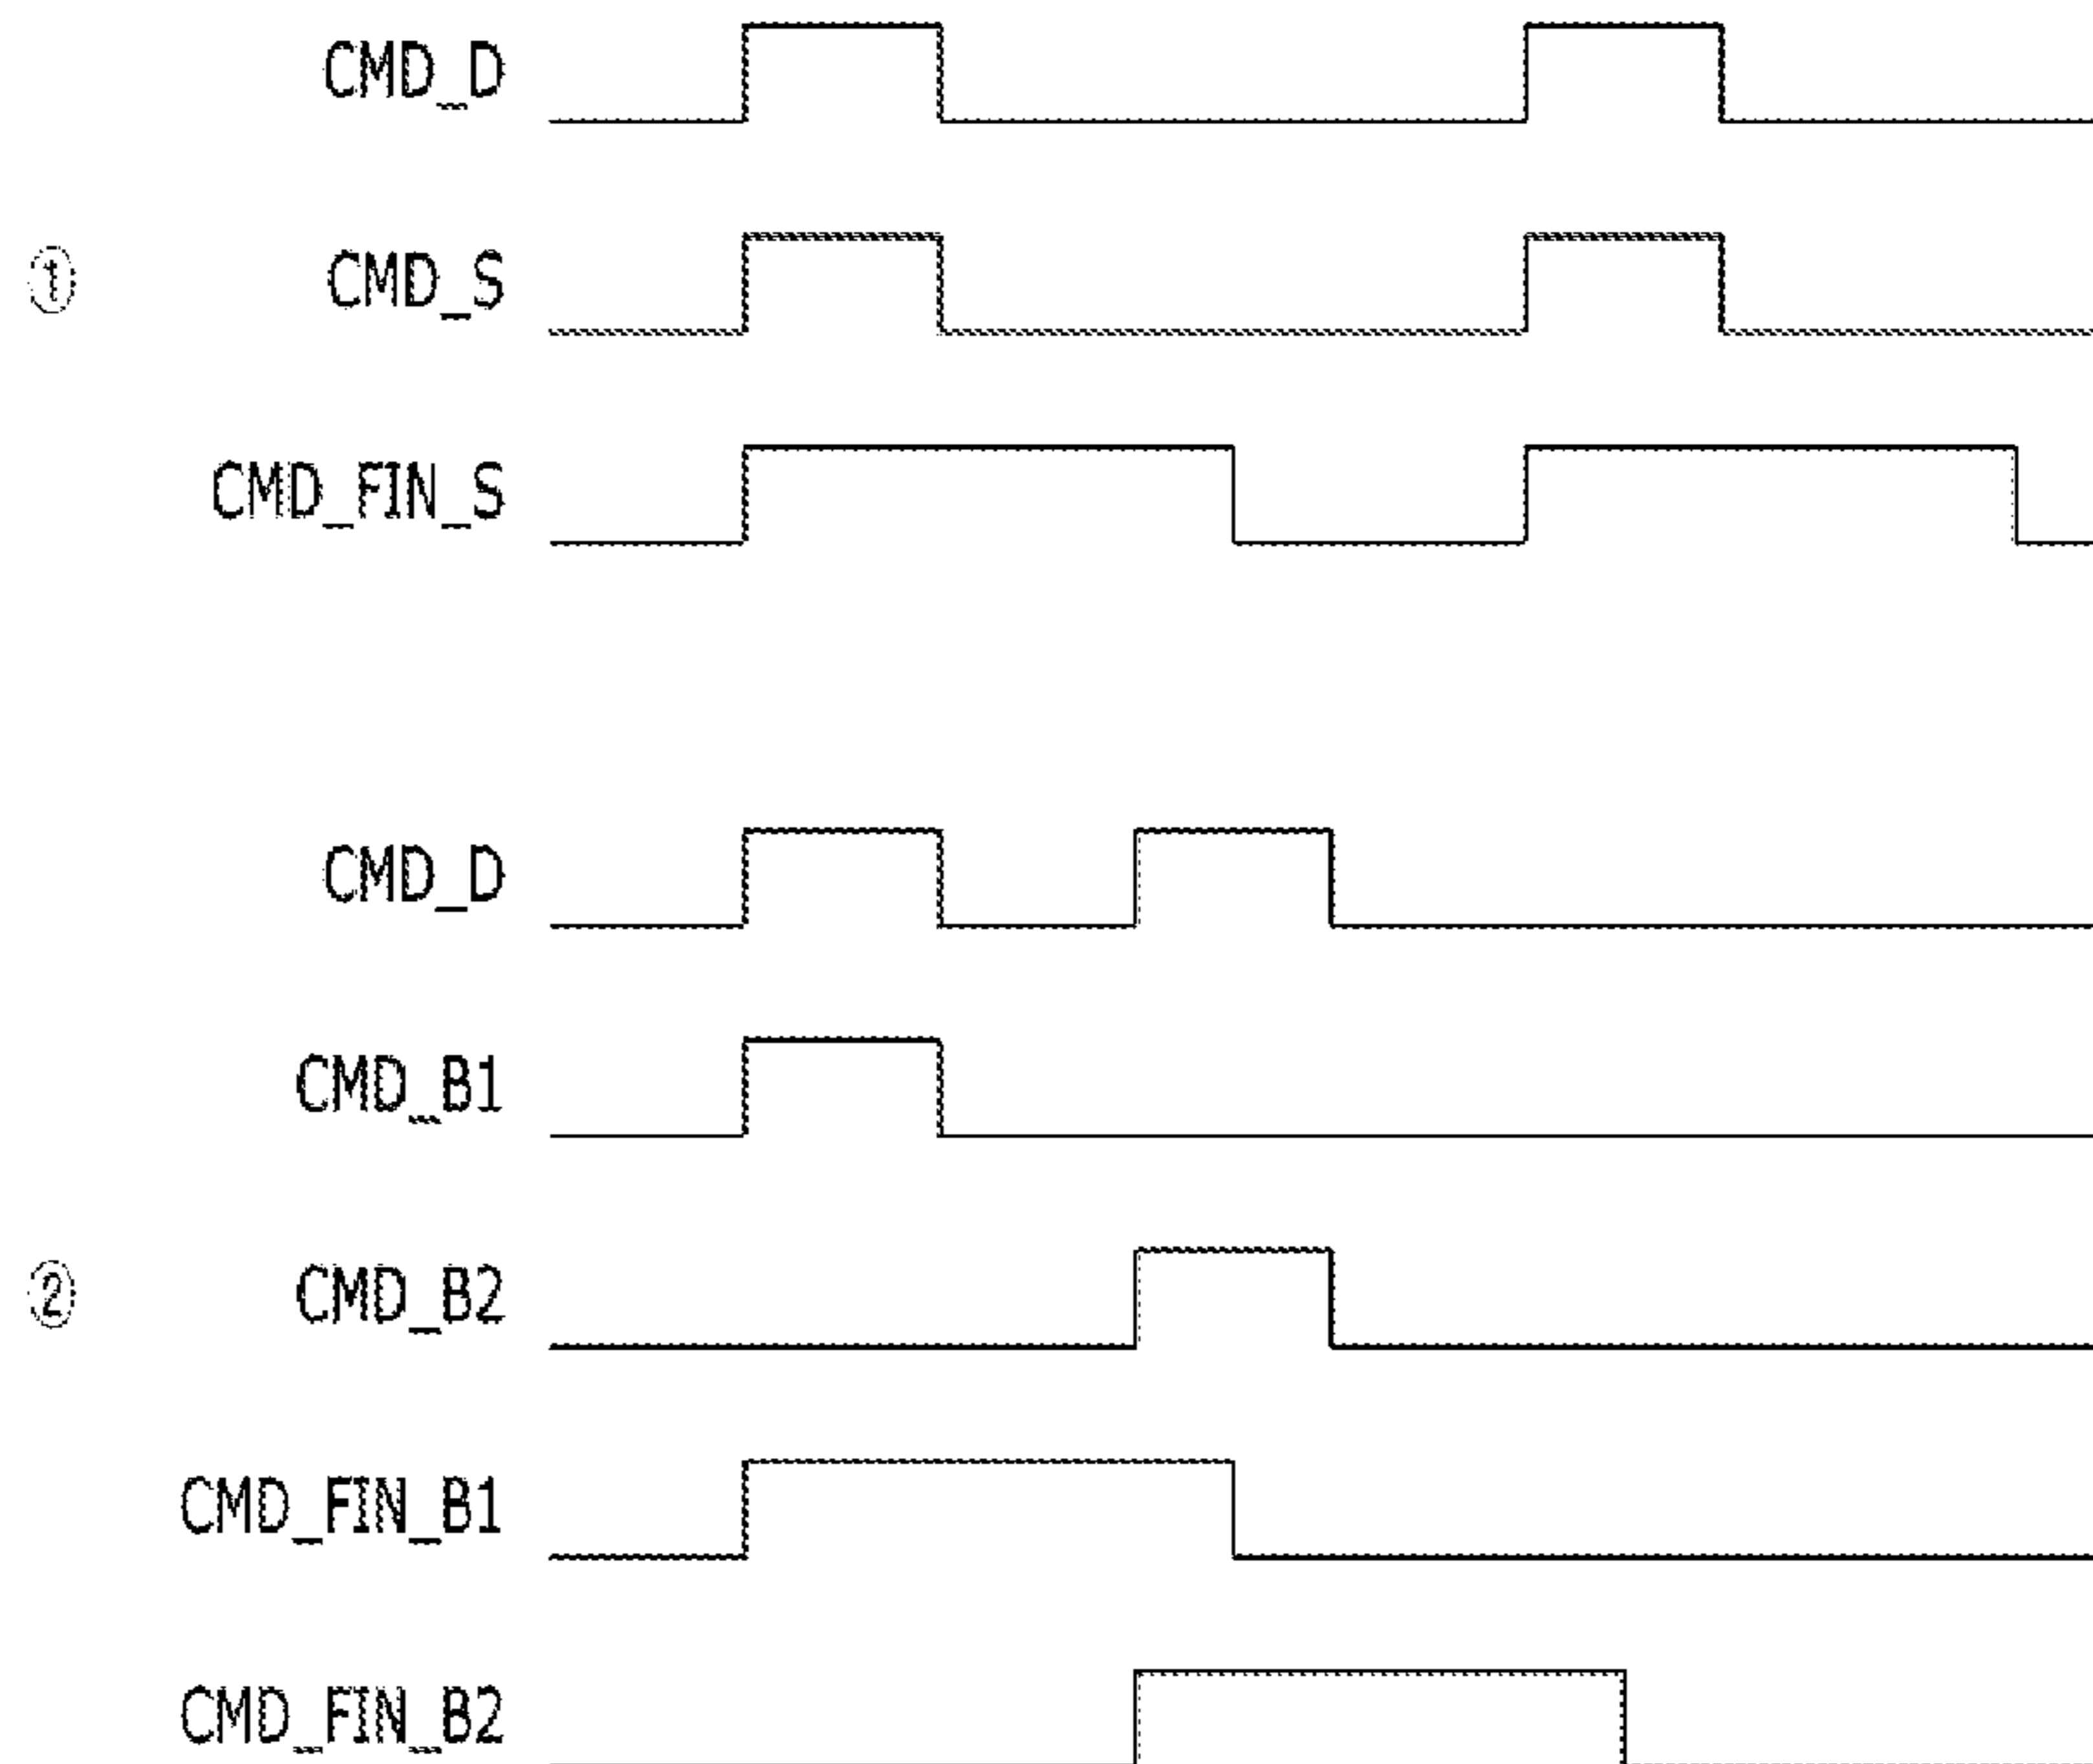 CMD_D
① CMD_S
CMD_FIN_S
CMD_D
CMD_B1
② CMD_B2
CMD_FIN_B1
CMD_FIN_B2